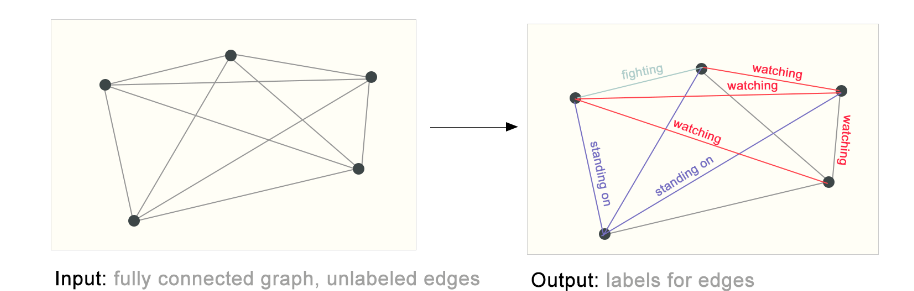 fighting
watching
watching
watching
watching
standing on
standing on
Input: fully connected graph, unlabeled edges
Output: labels for edges